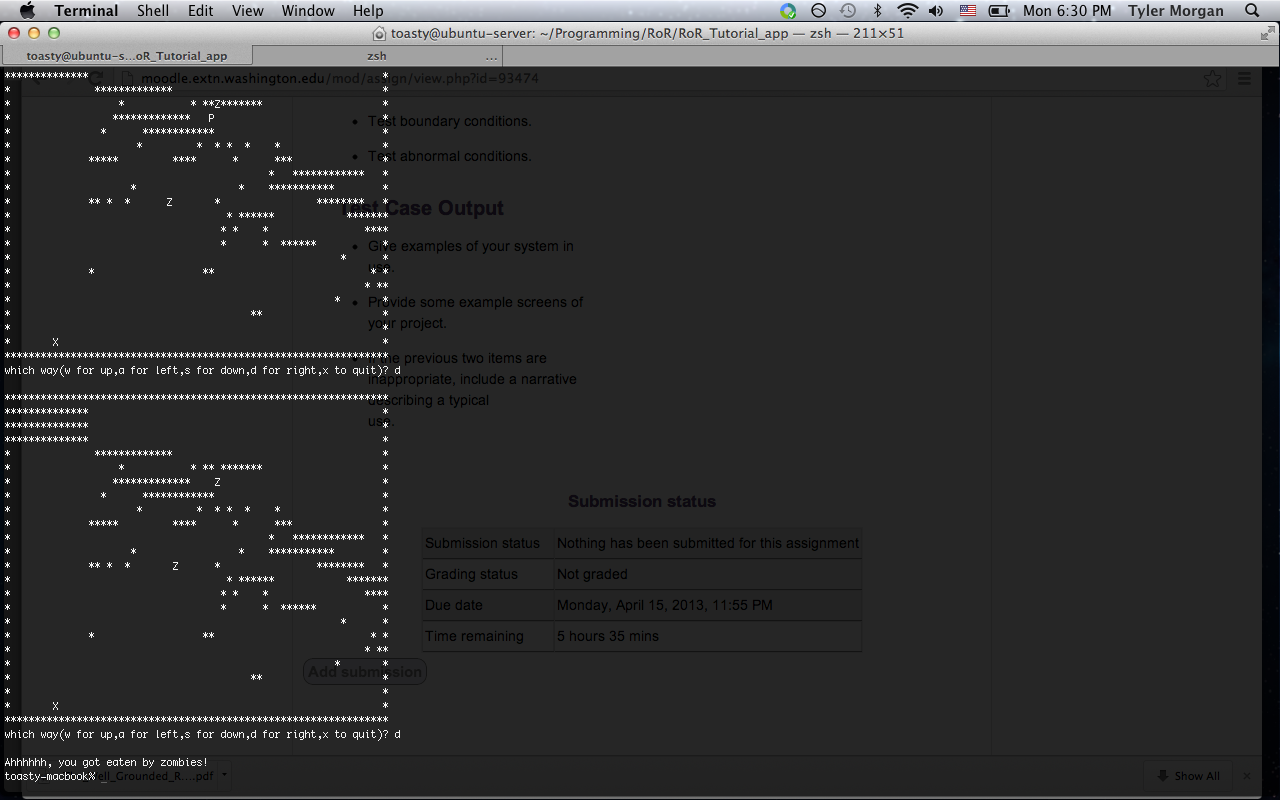 Terminal Shell Edit View Window Help Mon 6:30 PM Tyler Morgan
toasty@ubuntu-server: ~/Programming/RoR/RoR_Tutorial_app — zsh — 211×51
toasty@ubuntu-s...oR_Tutorial_app zsh ...
moodle.extn.washington.edu/mod/assign/view.php?id=93474
*************** *
* ************* *
* * * **Z******* *
* ************* P *
* * ************ *
* * * * * * * *
* ***** **** * *** *
* * ************ *
* * * *********** *
* ** * * Z * ******** *
* * ****** *******
* * * * ****
* * * ****** *
* * *
* * ** * *
* * **
* * *
* ** *
* *
* X *
****************************************************************
which way(w for up,a for left,s for down,d for right,x to quit)? d
****************************************************************
*************** *
*************** *
*************** *
* ************* *
* * * ** ******* *
* ************* Z *
* * ************ *
* * * * * * * *
* ***** **** * *** *
* * ************ *
* * * *********** *
* ** * * Z * ******** *
* * ****** *******
* * * * ****
* * * ****** *
* * *
* * ** * *
* * **
* * *
* ** *
* *
* X *
****************************************************************
which way(w for up,a for left,s for down,d for right,x to quit)? d
Ahhhhhh, you got eaten by zombies!
toasty-macbook% _
Test boundary conditions.
Test abnormal conditions.
Test Case Output
Give examples of your system in
use.
Provide some example screens of
your project.
If the previous two items are
inappropriate, include a narrative
describing a typical
use.
Submission status
Submission status Nothing has been submitted for this assignment
Grading status Not graded
Due date Monday, April 15, 2013, 11:55 PM
Time remaining 5 hours 35 mins
Add submission
ell_Grounded_R....pdf
Show All